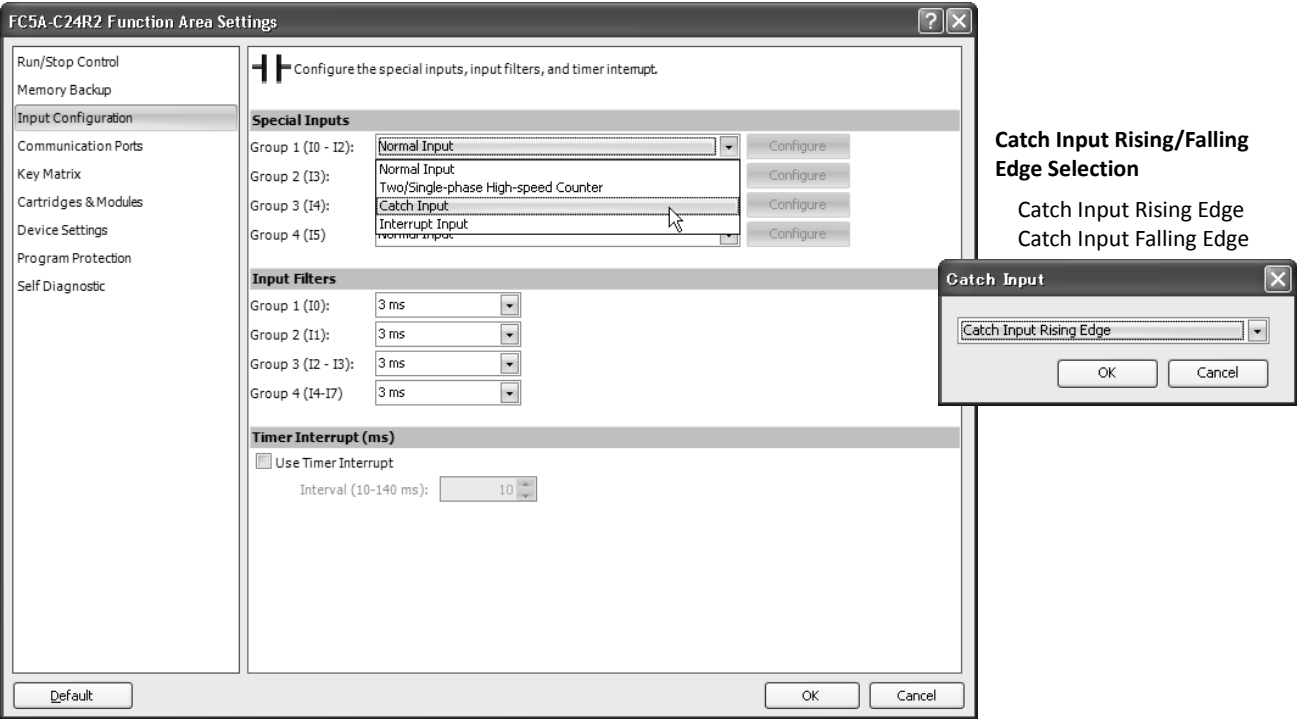 FC5A-C24R2 Function Area Settings
Run/Stop Control
Memory Backup
Input Configuration
Communication Ports
Key Matrix
Cartridges & Modules
Device Settings
Program Protection
Self Diagnostic
Configure the special inputs, input filters, and timer interrupt.
Special Inputs
Group 1 (I0 - I2): Normal Input Configure
Normal Input
Group 2 (I3): Configure
Two/Single-phase High-speed Counter
Group 3 (I4): Catch Input Configure
Interrupt Input
Group 4 (I5) Normal Input Configure
Input Filters
Group 1 (I0): 3 ms
Group 2 (I1): 3 ms
Group 3 (I2 - I3): 3 ms
Group 4 (I4-I7) 3 ms
Timer Interrupt (ms)
Use Timer Interrupt
Interval (10-140 ms): 10
Default OK Cancel
Catch Input Rising/Falling
Edge Selection
Catch Input Rising Edge
Catch Input Falling Edge
Catch Input
Catch Input Rising Edge
OK Cancel